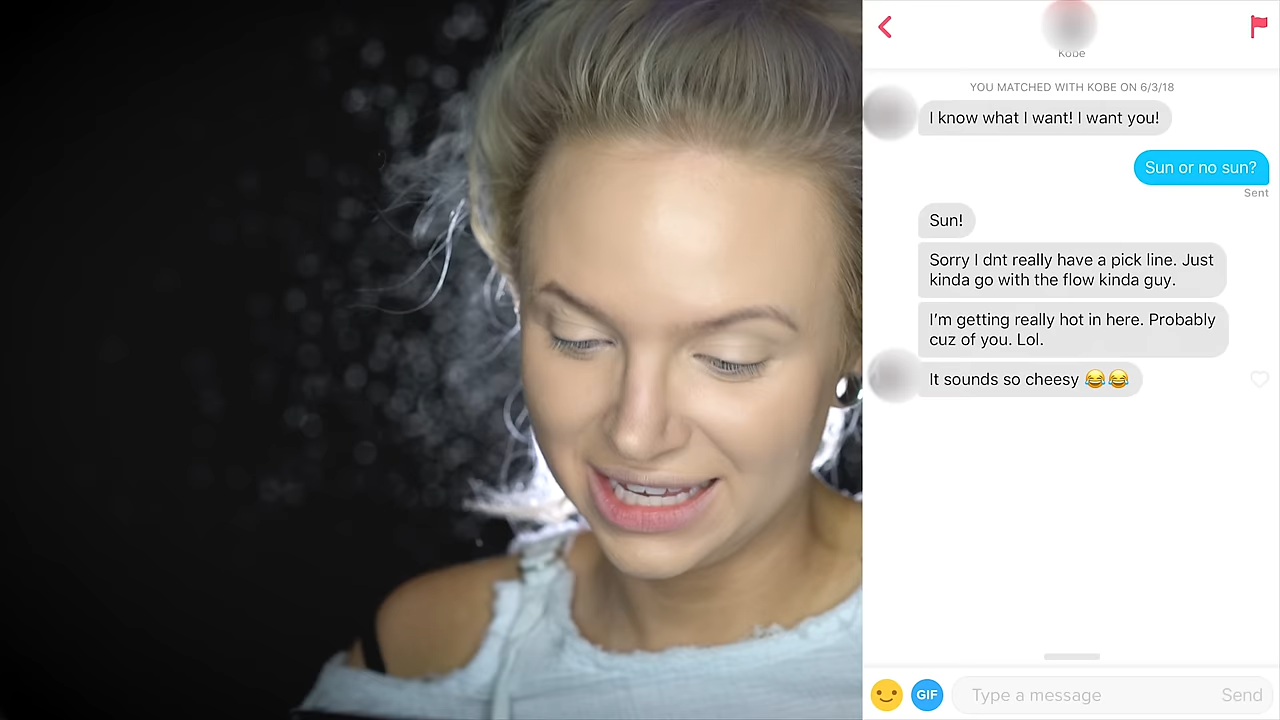 Kobe
YOU MATCHED WITH KOBE ON 6/3/18
I know what I want! I want you!
Sun or no sun?
Sent
Sun!
Sorry I dnt really have a pick line. Just
kinda go with the flow kinda guy.
I'm getting really hot in here. Probably
cuz of you. Lol.
It sounds so cheesy 😂😂
GIF
Type a message
Send